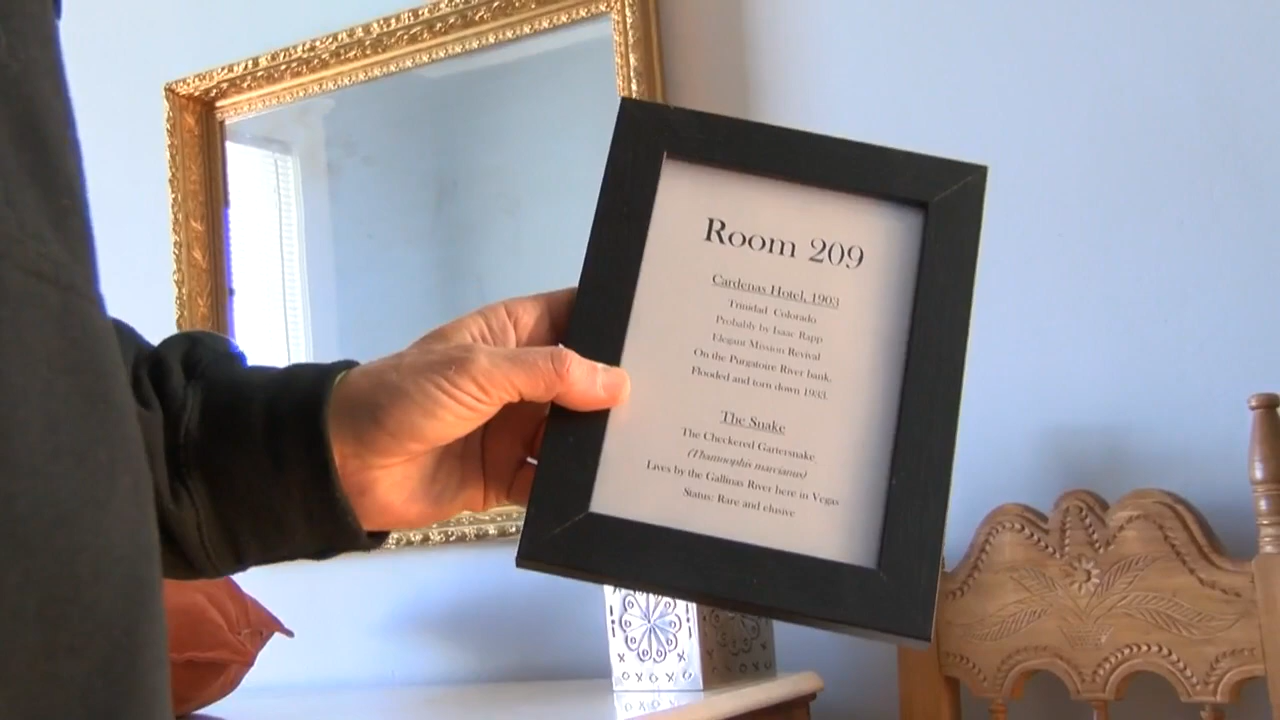 Room 209
Cardenas Hotel, 1903
Trinidad Colorado
Probably by Isaac Rapp
Elegant Mission Revival
On the Purgatoire River bank.
Flooded and torn down 1933.
The Snake
The Checkered Gartersnake
(Thamnophis marcianus)
Lives by the Gallinas River here in Vegas
Status: Rare and elusive